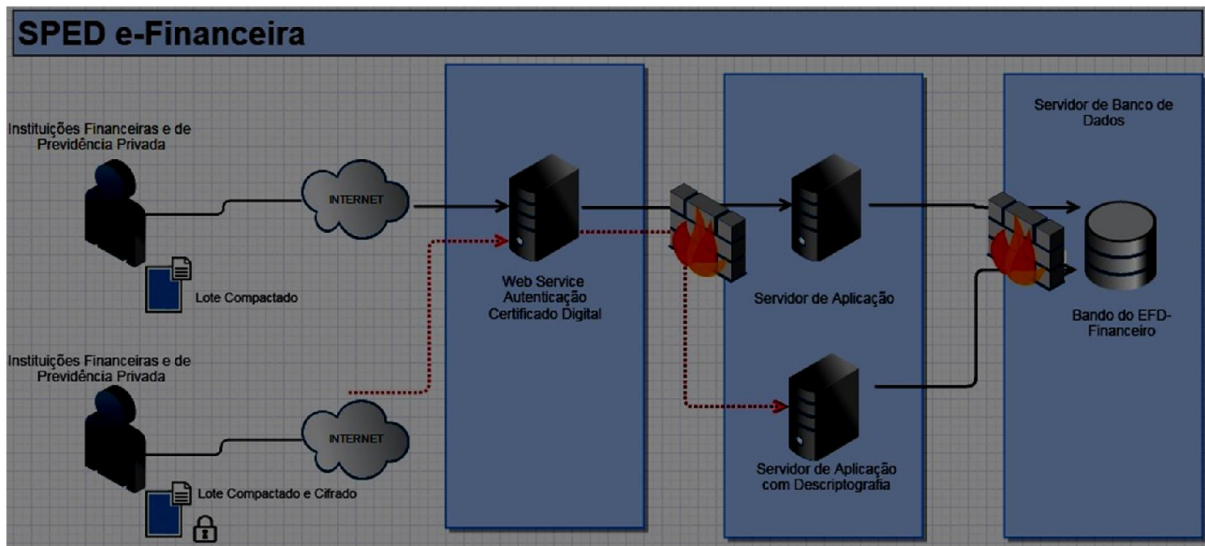 SPED e-Financeira
Instituições Financeiras e de
Previdência Privada
INTERNET
Lote Compactado
Web Service
Autenticação
Certificado Digital
Servidor de Aplicação
Servidor de Banco de
Dados
Bando do EFD-
Financeiro
Instituições Financeiras e de
Previdência Privada
INTERNET
Lote Compactado e Cifrado
Servidor de Aplicação
com Descriptografia